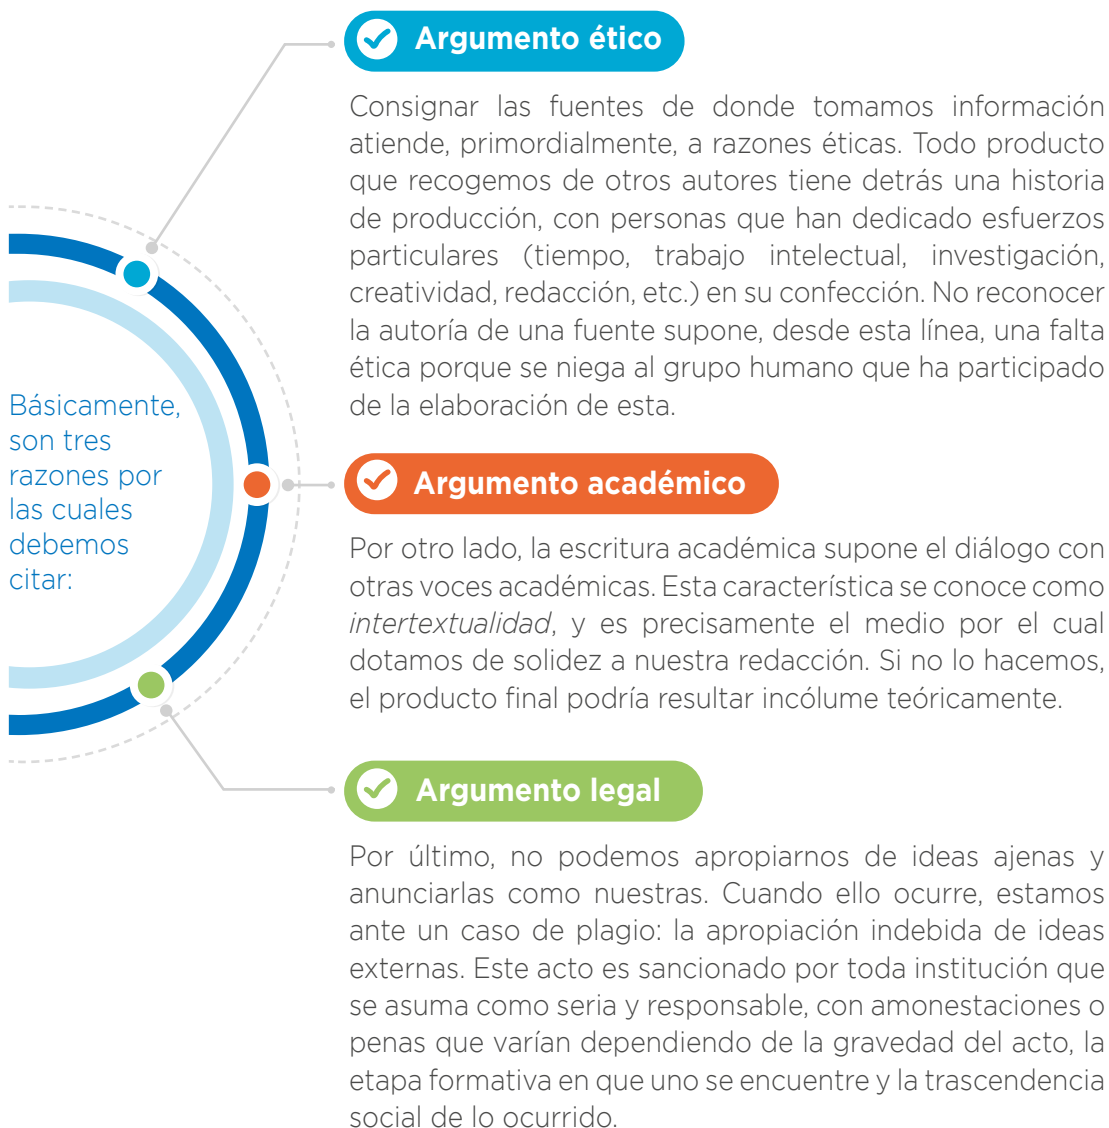 Básicamente,
son tres
razones por
las cuales
debemos
citar:
Argumento ético
Consignar las fuentes de donde tomamos información
atiende, primordialmente, a razones éticas. Todo producto
que recogemos de otros autores tiene detrás una historia
de producción, con personas que han dedicado esfuerzos
particulares (tiempo, trabajo intelectual, investigación,
creatividad, redacción, etc.) en su confección. No reconocer
la autoría de una fuente supone, desde esta línea, una falta
ética porque se niega al grupo humano que ha participado
de la elaboración de esta.
Argumento académico
Por otro lado, la escritura académica supone el diálogo con
otras voces académicas. Esta característica se conoce como
intertextualidad, y es precisamente el medio por el cual
dotamos de solidez a nuestra redacción. Si no lo hacemos,
el producto final podría resultar incólume teóricamente.
Argumento legal
Por último, no podemos apropiarnos de ideas ajenas y
anunciarlas como nuestras. Cuando ello ocurre, estamos
ante un caso de plagio: la apropiación indebida de ideas
externas. Este acto es sancionado por toda institución que
se asuma como seria y responsable, con amonestaciones o
penas que varían dependiendo de la gravedad del acto, la
etapa formativa en que uno se encuentre y la trascendencia
social de lo ocurrido.